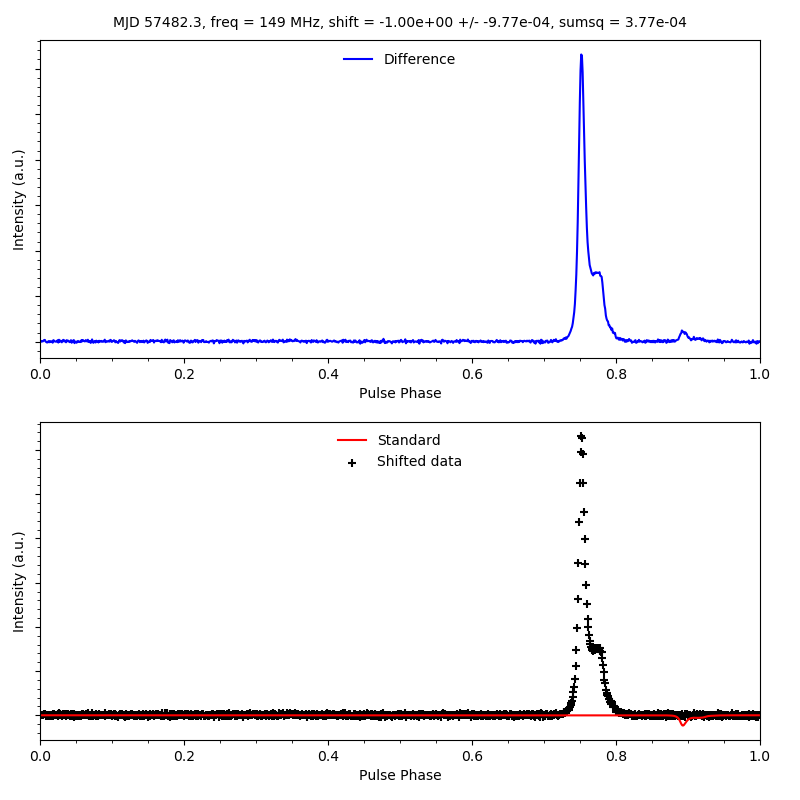 MJD 57482.3, freq = 149 MHz, shift = -1.00e+00 +/- -9.77e-04, sumsq = 3.77e-04
Difference
Intensity (a.u.)
0.0 0.2 0.4 0.6 0.8 1.0
Pulse Phase
Standard
Shifted data
Intensity (a.u.)
0.0 0.2 0.4 0.6 0.8 1.0
Pulse Phase